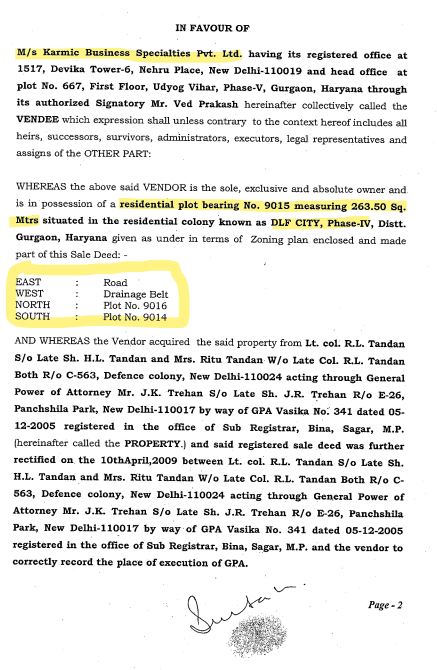 IN FAVOUR OF
M/s Karmic Business Specialties Pvt. Ltd. having its registered office at
1517, Devika Tower-6, Nehru Place, New Delhi-110019 and head office at
plot No. 667, First Floor, Udyog Vihar, Phase-V, Gurgaon, Haryana through
its authorized Signatory Mr. Ved Prakash hereinafter collectively called the
VENDEE which expression shall unless contrary to the context hereof includes all
heirs, successors, survivors, administrators, executors, legal representatives and
assigns of the OTHER PART:
WHEREAS the above said VENDOR is the sole, exclusive and absolute owner and
is in possession of a residential plot bearing No. 9015 measuring 263.50 Sq.
Mtrs situated in the residential colony known as DLF CITY, Phase-IV, Distt.
Gurgaon, Haryana given as under in terms of Zoning plan enclosed and made
part of this Sale Deed: -
EAST : Road
WEST : Drainage Belt
NORTH : Plot No. 9016
SOUTH : Plot No. 9014
AND WHEREAS the Vendor acquired the said property from Lt. col. R.L. Tandan
S/o Late Sh. H.L. Tandan and Mrs. Ritu Tandan W/o Late Col. R.L. Tandan
Both R/o C-563, Defence colony, New Delhi-110024 acting through General
Power of Attorney Mr. J.K. Trehan S/o Late Sh. J.R. Trehan R/o E-26,
Panchshila Park, New Delhi-110017 by way of GPA Vasika No. 341 dated 05-
12-2005 registered in the office of Sub Registrar, Bina, Sagar, M.P.
(hereinafter called the PROPERTY.) and said registered sale deed was further
rectified on the 10thApril,2009 between Lt. col. R.L. Tandan S/o Late Sh.
H.L. Tandan and Mrs. Ritu Tandan W/o Late Col. R.L. Tandan Both R/o C-
563, Defence colony, New Delhi-110024 acting through General Power of
Attorney Mr. J.K. Trehan S/o Late Sh. J.R. Trehan R/o E-26, Panchshila
Park, New Delhi-110017 by way of GPA Vasika No. 341 dated 05-12-2005
registered in the office of Sub Registrar, Bina, Sagar, M.P. and the vendor to
correctly record the place of execution of GPA.
Page - 2